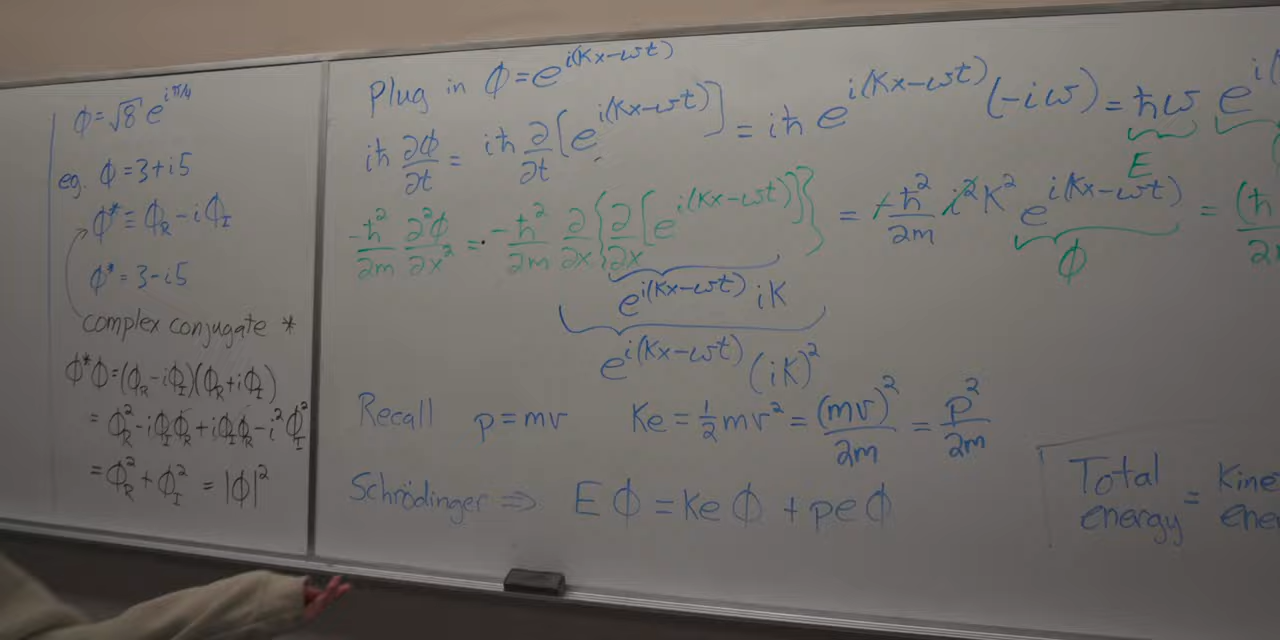 ϕ = √8 e^{iπ/4}
eg. ϕ = 3 + i5
ϕ* ≡ ϕ_R − iϕ_I
ϕ* = 3 − i5
complex conjugate *
ϕ*ϕ = (ϕ_R − iϕ_I)(ϕ_R + iϕ_I)
= ϕ_R² − iϕ_Iϕ_R + iϕ_Iϕ_R − i²ϕ_I²
= ϕ_R² + ϕ_I² = |ϕ|²
Plug in ϕ = e^{i(Kx−ωt)}
iħ ∂ϕ/∂t = iħ ∂/∂t [e^{i(Kx−ωt)}] = iħ e^{i(Kx−ωt)} (−iω) = ħω e^{i(
E
−ħ²/2m ∂²ϕ/∂x² = −ħ²/2m ∂/∂x {∂/∂x [e^{i(Kx−ωt)}]} = −ħ²/2m i²K² e^{i(Kx−ωt)} = (ħ/2
ϕ
e^{i(Kx−ωt)} iK
e^{i(Kx−ωt)} (iK)²
Recall p = mv Ke = ½mv² = (mv)²/2m = p²/2m
Schrödinger ⇒ Eϕ = Keϕ + peϕ
Total energy = Kine ene